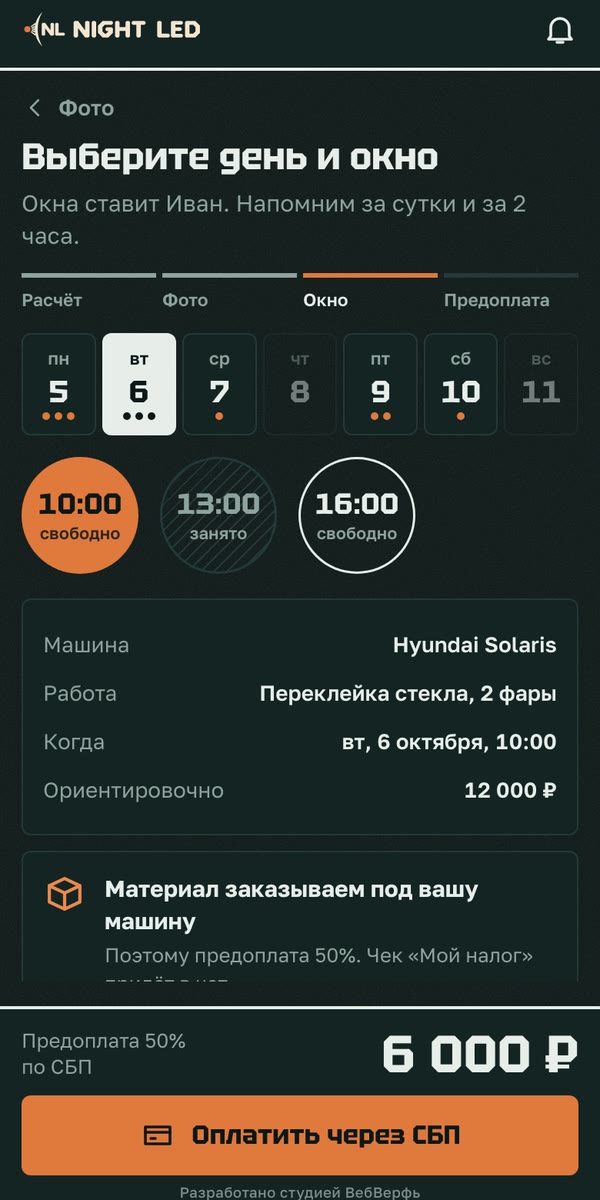 NL NIGHT LED
Фото
Выберите день и окно
Окна ставит Иван. Напомним за сутки и за 2
часа.
Расчёт Фото Окно Предоплата
пн вт ср чт пт сб вс
5 6 7 8 9 10 11
10:00 13:00 16:00
свободно занято свободно
Машина Hyundai Solaris
Работа Переклейка стекла, 2 фары
Когда вт, 6 октября, 10:00
Ориентировочно 12 000 ₽
Материал заказываем под вашу
машину
Поэтому предоплата 50%. Чек «Мой налог»
Предоплата 50%
по СБП
6 000 ₽
Оплатить через СБП
Разработано студией ВебВерфь